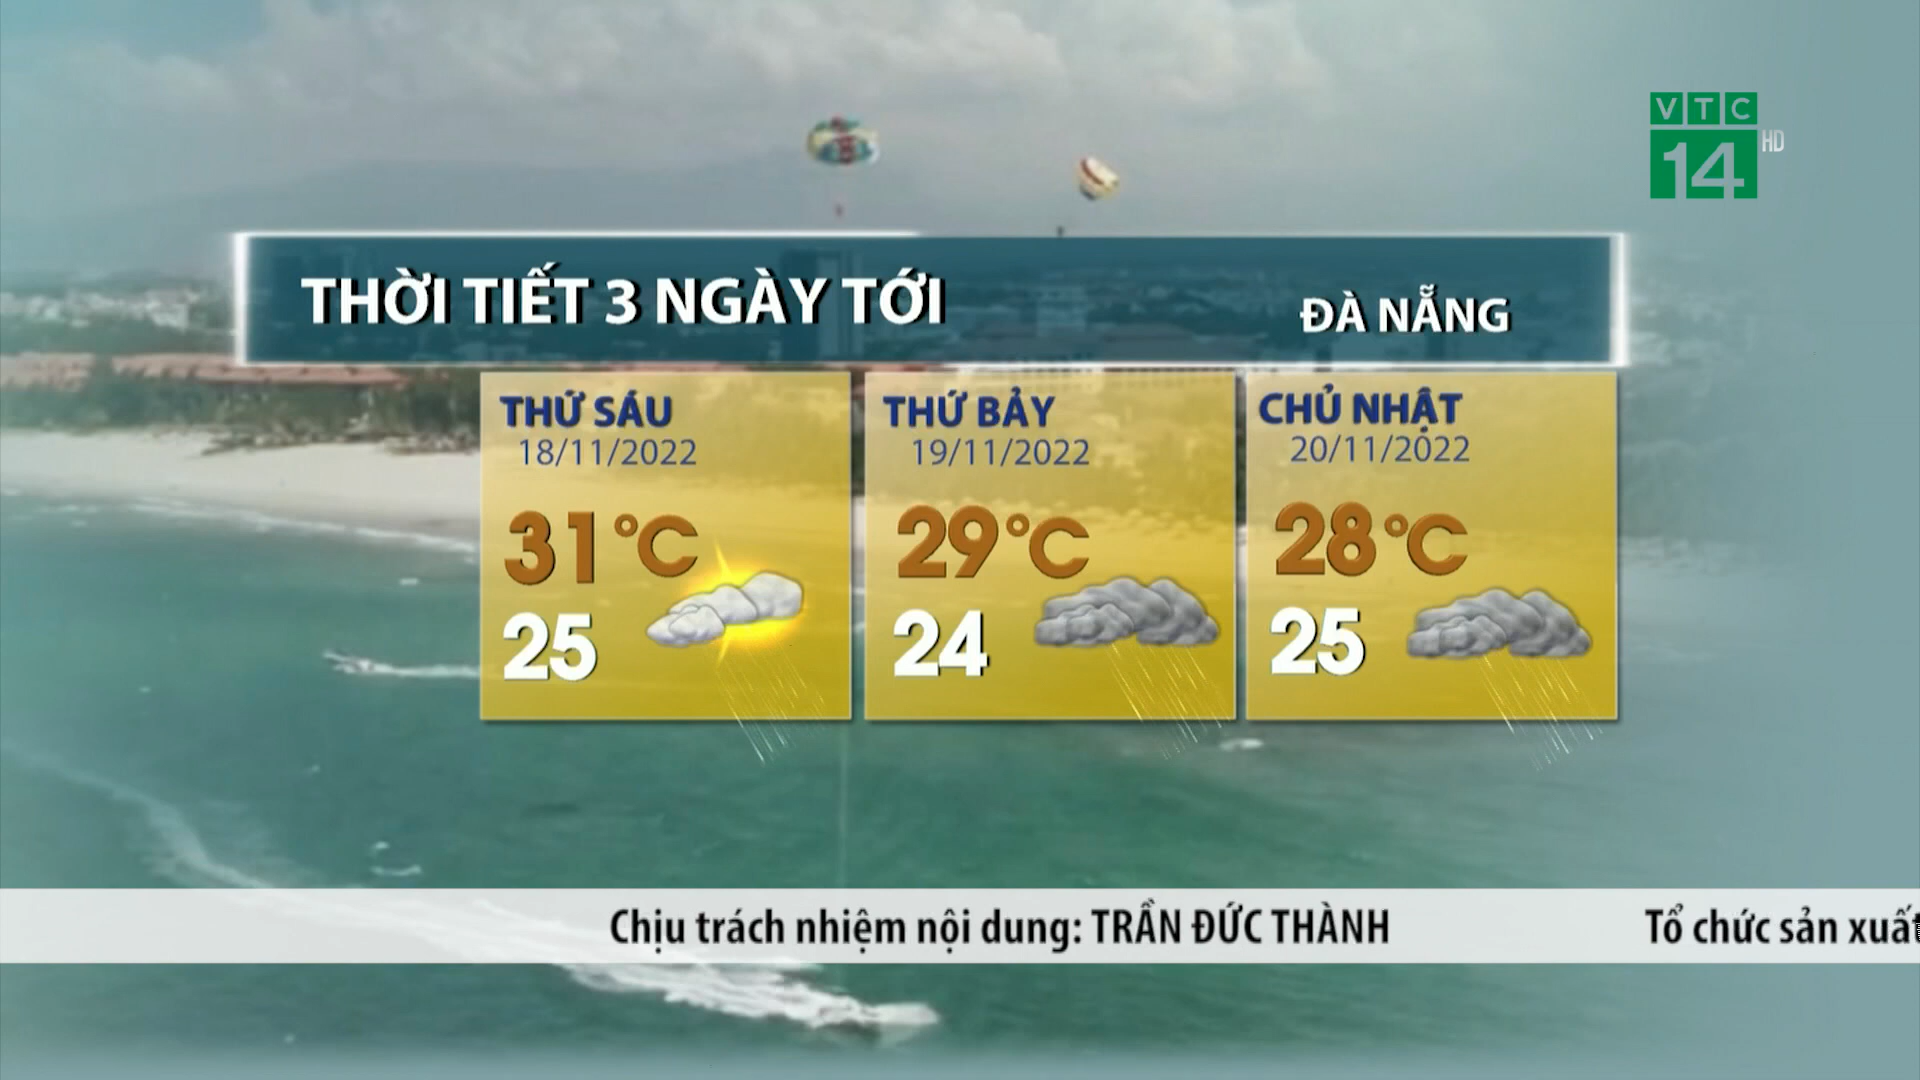 VTC
14 HD
THỜI TIẾT 3 NGÀY TỚI
ĐÀ NẴNG
THỨ SÁU
18/11/2022
31°C
25
THỨ BẢY
19/11/2022
29°C
24
CHỦ NHẬT
20/11/2022
28°C
25
Chịu trách nhiệm nội dung: TRẦN ĐỨC THÀNH
Tổ chức sản xuất